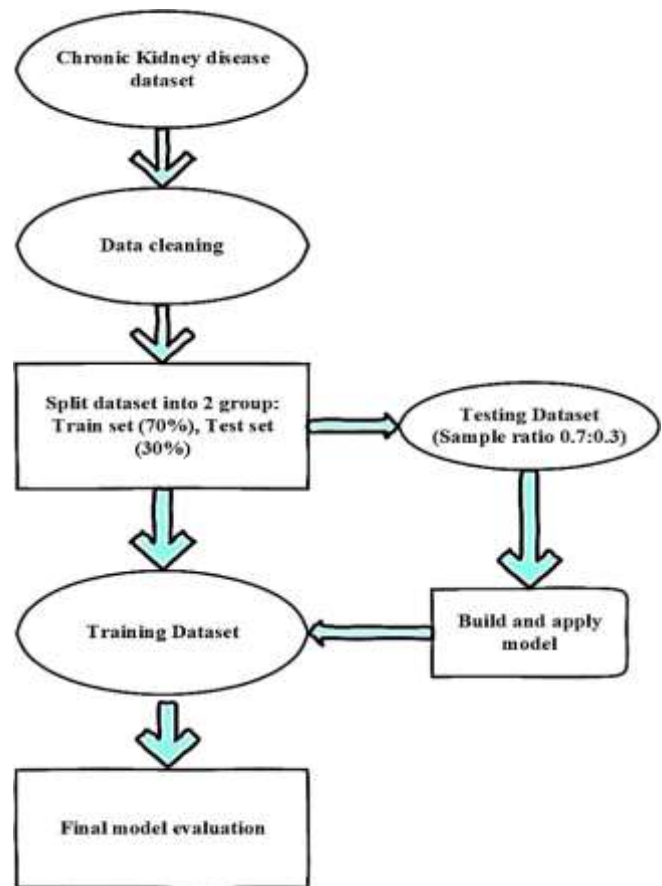 Chronic Kidney disease
dataset
Data cleaning
Split dataset into 2 group:
Train set (70%), Test set
(30%)
Testing Dataset
(Sample ratio 0.7:0.3)
Build and apply
model
Training Dataset
Final model evaluation